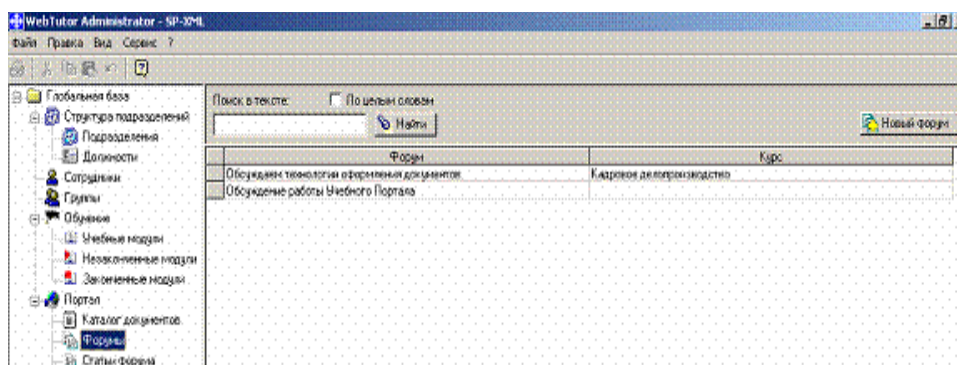 WebTutor Administrator - SP-XML
Файл Правка Вид Сервис ?
Глобальная база
Структура подразделений
Подразделения
Должности
Сотрудники
Группы
Обучение
Учебные модули
Незаконченные модули
Законченные модули
Портал
Каталог документов
Форумы
Статьи форума
Поиск в тексте: По целым словам
Найти
Новый форум
Форум Курс
Обсуждаем технологии оформления документов Кадровое делопроизводство
Обсуждение работы Учебного Портала